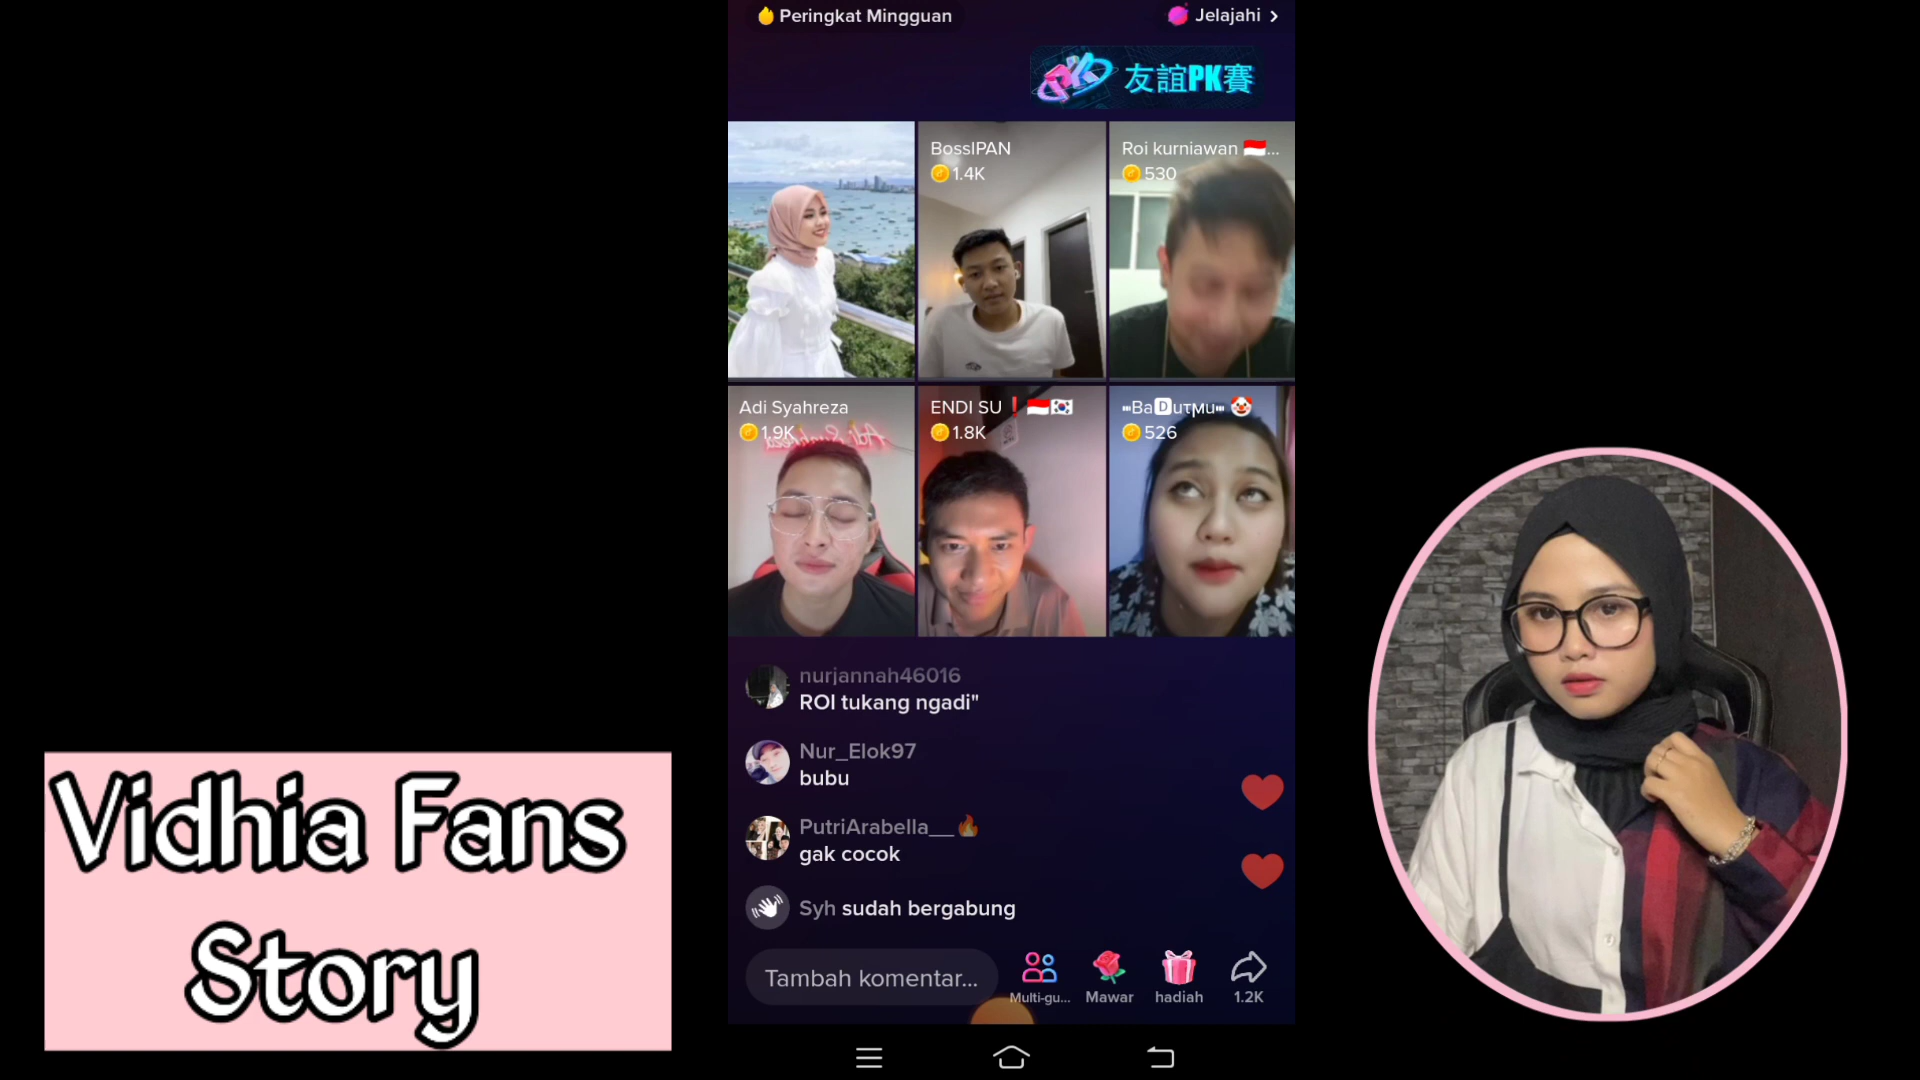 Peringkat Mingguan
Jelajahi >
友誼PK賽
BossIPAN
1.4K
Roi kurniawan 🇮🇩...
530
Adi Syahreza
1.9K
ENDI SU❗🇮🇩🇰🇷
1.8K
⑈Ba🅳uтмu⑈ 🤡
526
nurjannah46016
ROI tukang ngadi"
Nur_Elok97
bubu
PutriArabella__🔥
gak cocok
Syh sudah bergabung
Tambah komentar...
Multi-gu...
Mawar
hadiah
1.2K
Vidhia Fans
Story